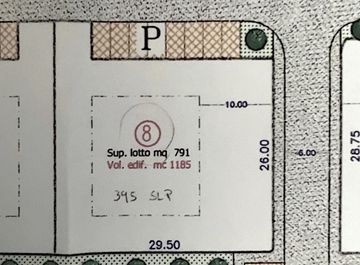 P
10.00
8
Sup. lotto mq 791
Vol. edif. mc 1185
26.00
6.00
28.75
395 SLP
29.50